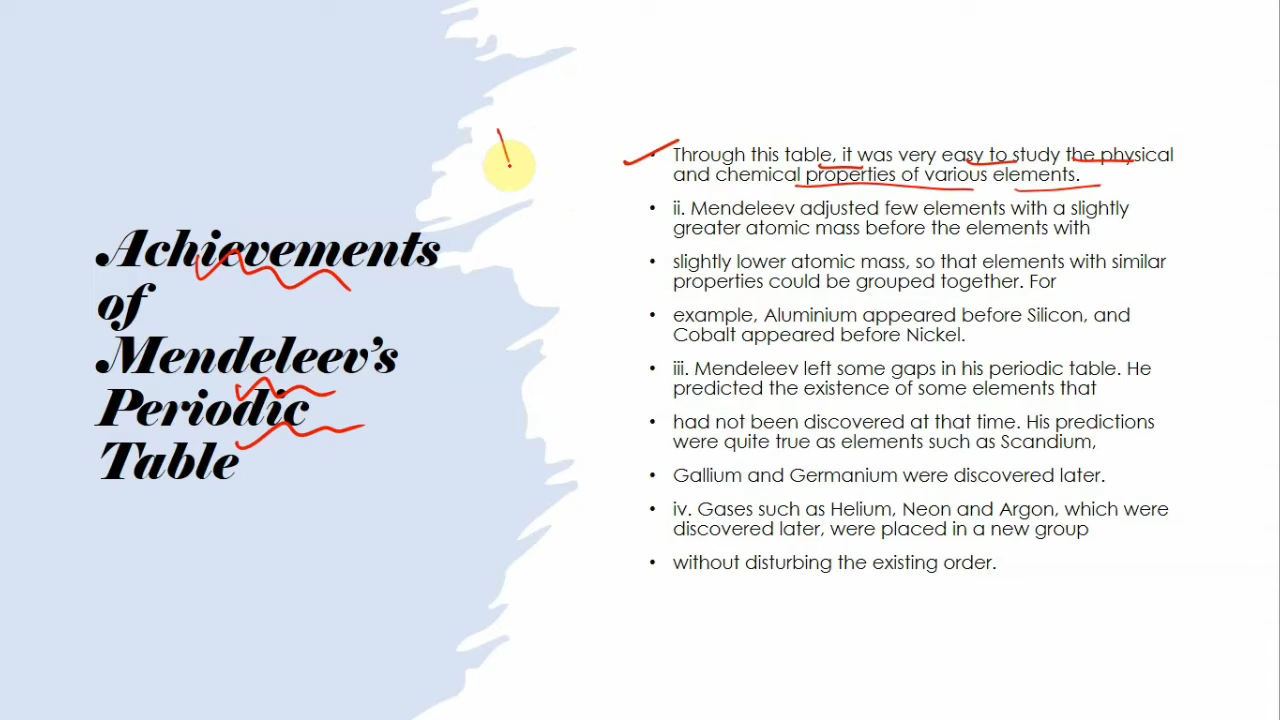 Achievements
of
Mendeleev's
Periodic
Table
• Through this table, it was very easy to study the physical
and chemical properties of various elements.
• ii. Mendeleev adjusted few elements with a slightly
greater atomic mass before the elements with
• slightly lower atomic mass, so that elements with similar
properties could be grouped together. For
• example, Aluminium appeared before Silicon, and
Cobalt appeared before Nickel.
• iii. Mendeleev left some gaps in his periodic table. He
predicted the existence of some elements that
• had not been discovered at that time. His predictions
were quite true as elements such as Scandium,
• Gallium and Germanium were discovered later.
• iv. Gases such as Helium, Neon and Argon, which were
discovered later, were placed in a new group
• without disturbing the existing order.